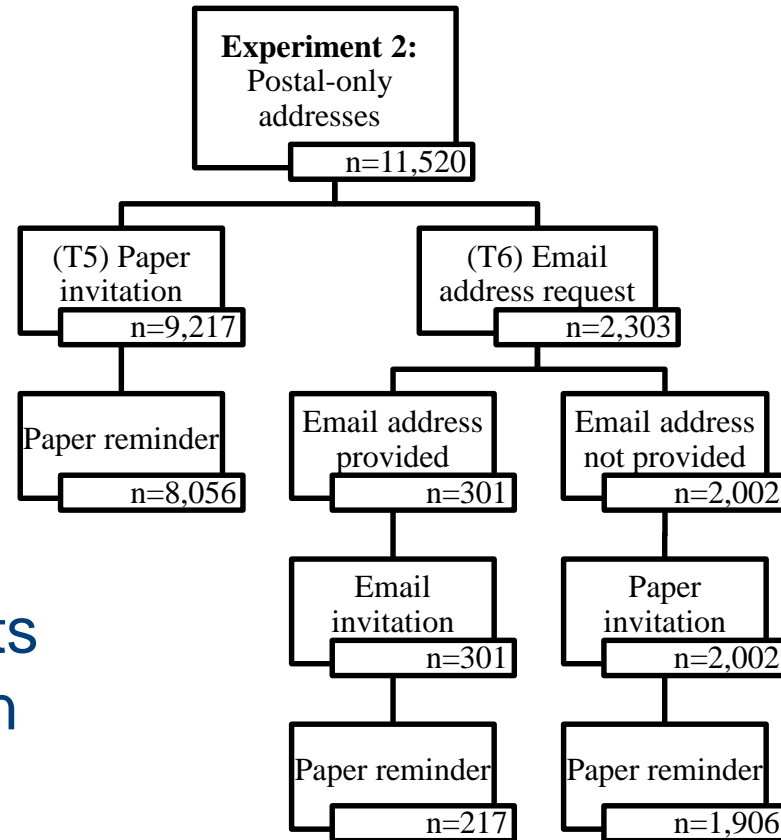 Experiment 2:
Postal-only
addresses
n=11,520
(T5) Paper
invitation
n=9,217
(T6) Email
address request
n=2,303
Paper reminder
n=8,056
Email address
provided
n=301
Email address
not provided
n=2,002
Email
invitation
n=301
Paper
invitation
n=2,002
Paper reminder
n=217
Paper reminder
n=1,906